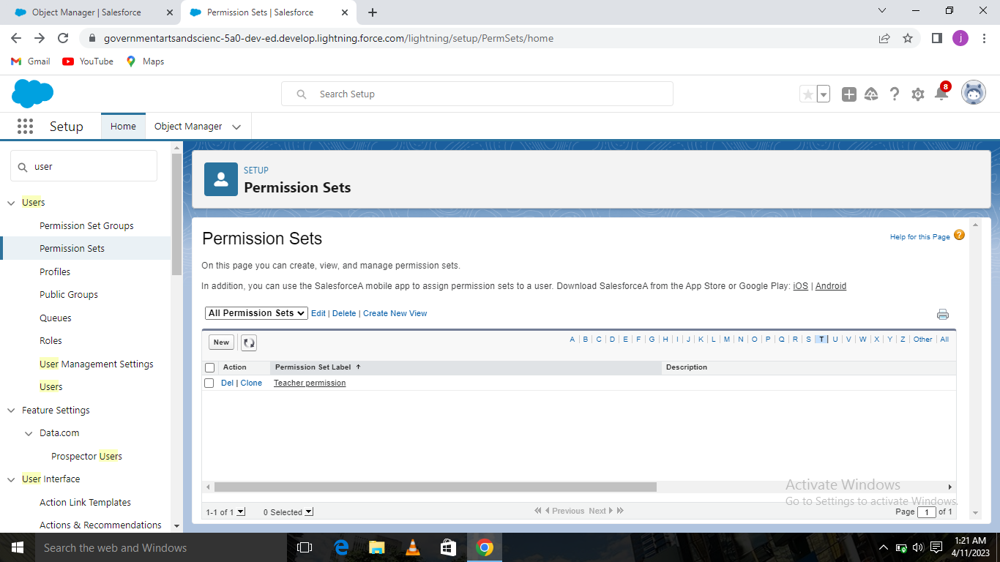 Object Manager | Salesforce
Permission Sets | Salesforce
governmentartsandscienc-5a0-dev-ed.develop.lightning.force.com/lightning/setup/PermSets/home
j
Gmail
YouTube
Maps
Search Setup
8
Setup
Home
Object Manager
user
Users
Permission Set Groups
Permission Sets
Profiles
Public Groups
Queues
Roles
User Management Settings
Users
Feature Settings
Data.com
Prospector Users
User Interface
Action Link Templates
Actions & Recommendations
SETUP
Permission Sets
Permission Sets
Help for this Page ?
On this page you can create, view, and manage permission sets.
In addition, you can use the SalesforceA mobile app to assign permission sets to a user. Download SalesforceA from the App Store or Google Play: iOS | Android
All Permission Sets Edit | Delete | Create New View
New
A | B | C | D | E | F | G | H | I | J | K | L | M | N | O | P | Q | R | S | T | U | V | W | X | Y | Z | Other | All
Action Permission Set Label Description
Del | Clone Teacher permission
1-1 of 1 0 Selected Previous Next Page 1 of 1
Activate Windows
Go to Settings to activate Windows.
Search the web and Windows
1:21 AM
4/11/2023